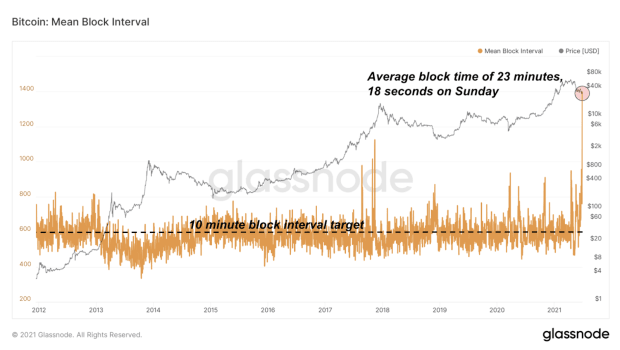 Bitcoin: Mean Block Interval
Mean Block Interval Price [USD]
Average block time of 23 minutes,
18 seconds on Sunday
1400
1200
1000
800
600
400
200
$80k
$40k
$10k
$6k
$2k
$800
$400
$100
$60
$20
$8
$4
$1
glassnode
10 minute block interval target
2012 2013 2014 2015 2016 2017 2018 2019 2020 2021
© 2021 Glassnode. All Rights Reserved.
glassnode